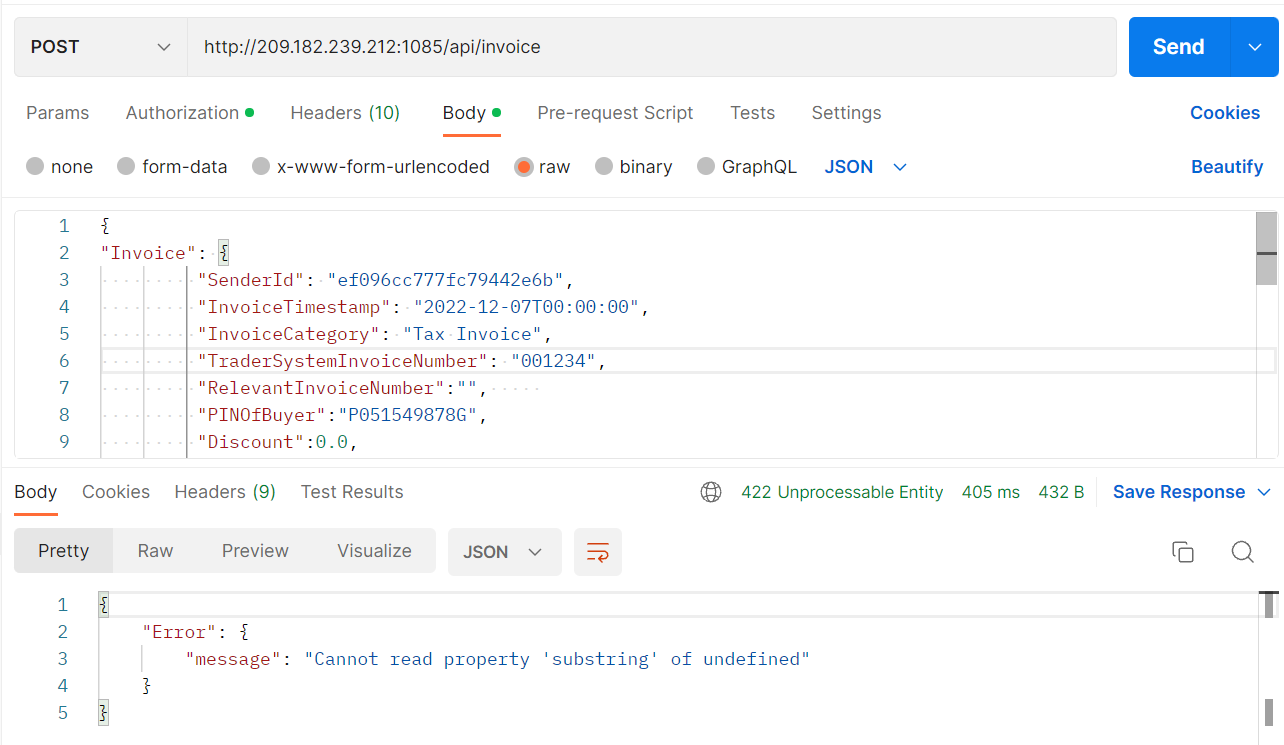 POST http://209.182.239.212:1085/api/invoice Send
Params Authorization Headers (10) Body Pre-request Script Tests Settings Cookies
none form-data x-www-form-urlencoded raw binary GraphQL JSON Beautify
1 {
2 "Invoice": {
3 "SenderId": "ef096cc777fc79442e6b",
4 "InvoiceTimestamp": "2022-12-07T00:00:00",
5 "InvoiceCategory": "Tax Invoice",
6 "TraderSystemInvoiceNumber": "001234",
7 "RelevantInvoiceNumber":"",
8 "PINOfBuyer":"P051549878G",
9 "Discount":0.0,
Body Cookies Headers (9) Test Results 422 Unprocessable Entity 405 ms 432 B Save Response
Pretty Raw Preview Visualize JSON
1 {
2 "Error": {
3 "message": "Cannot read property 'substring' of undefined"
4 }
5 }